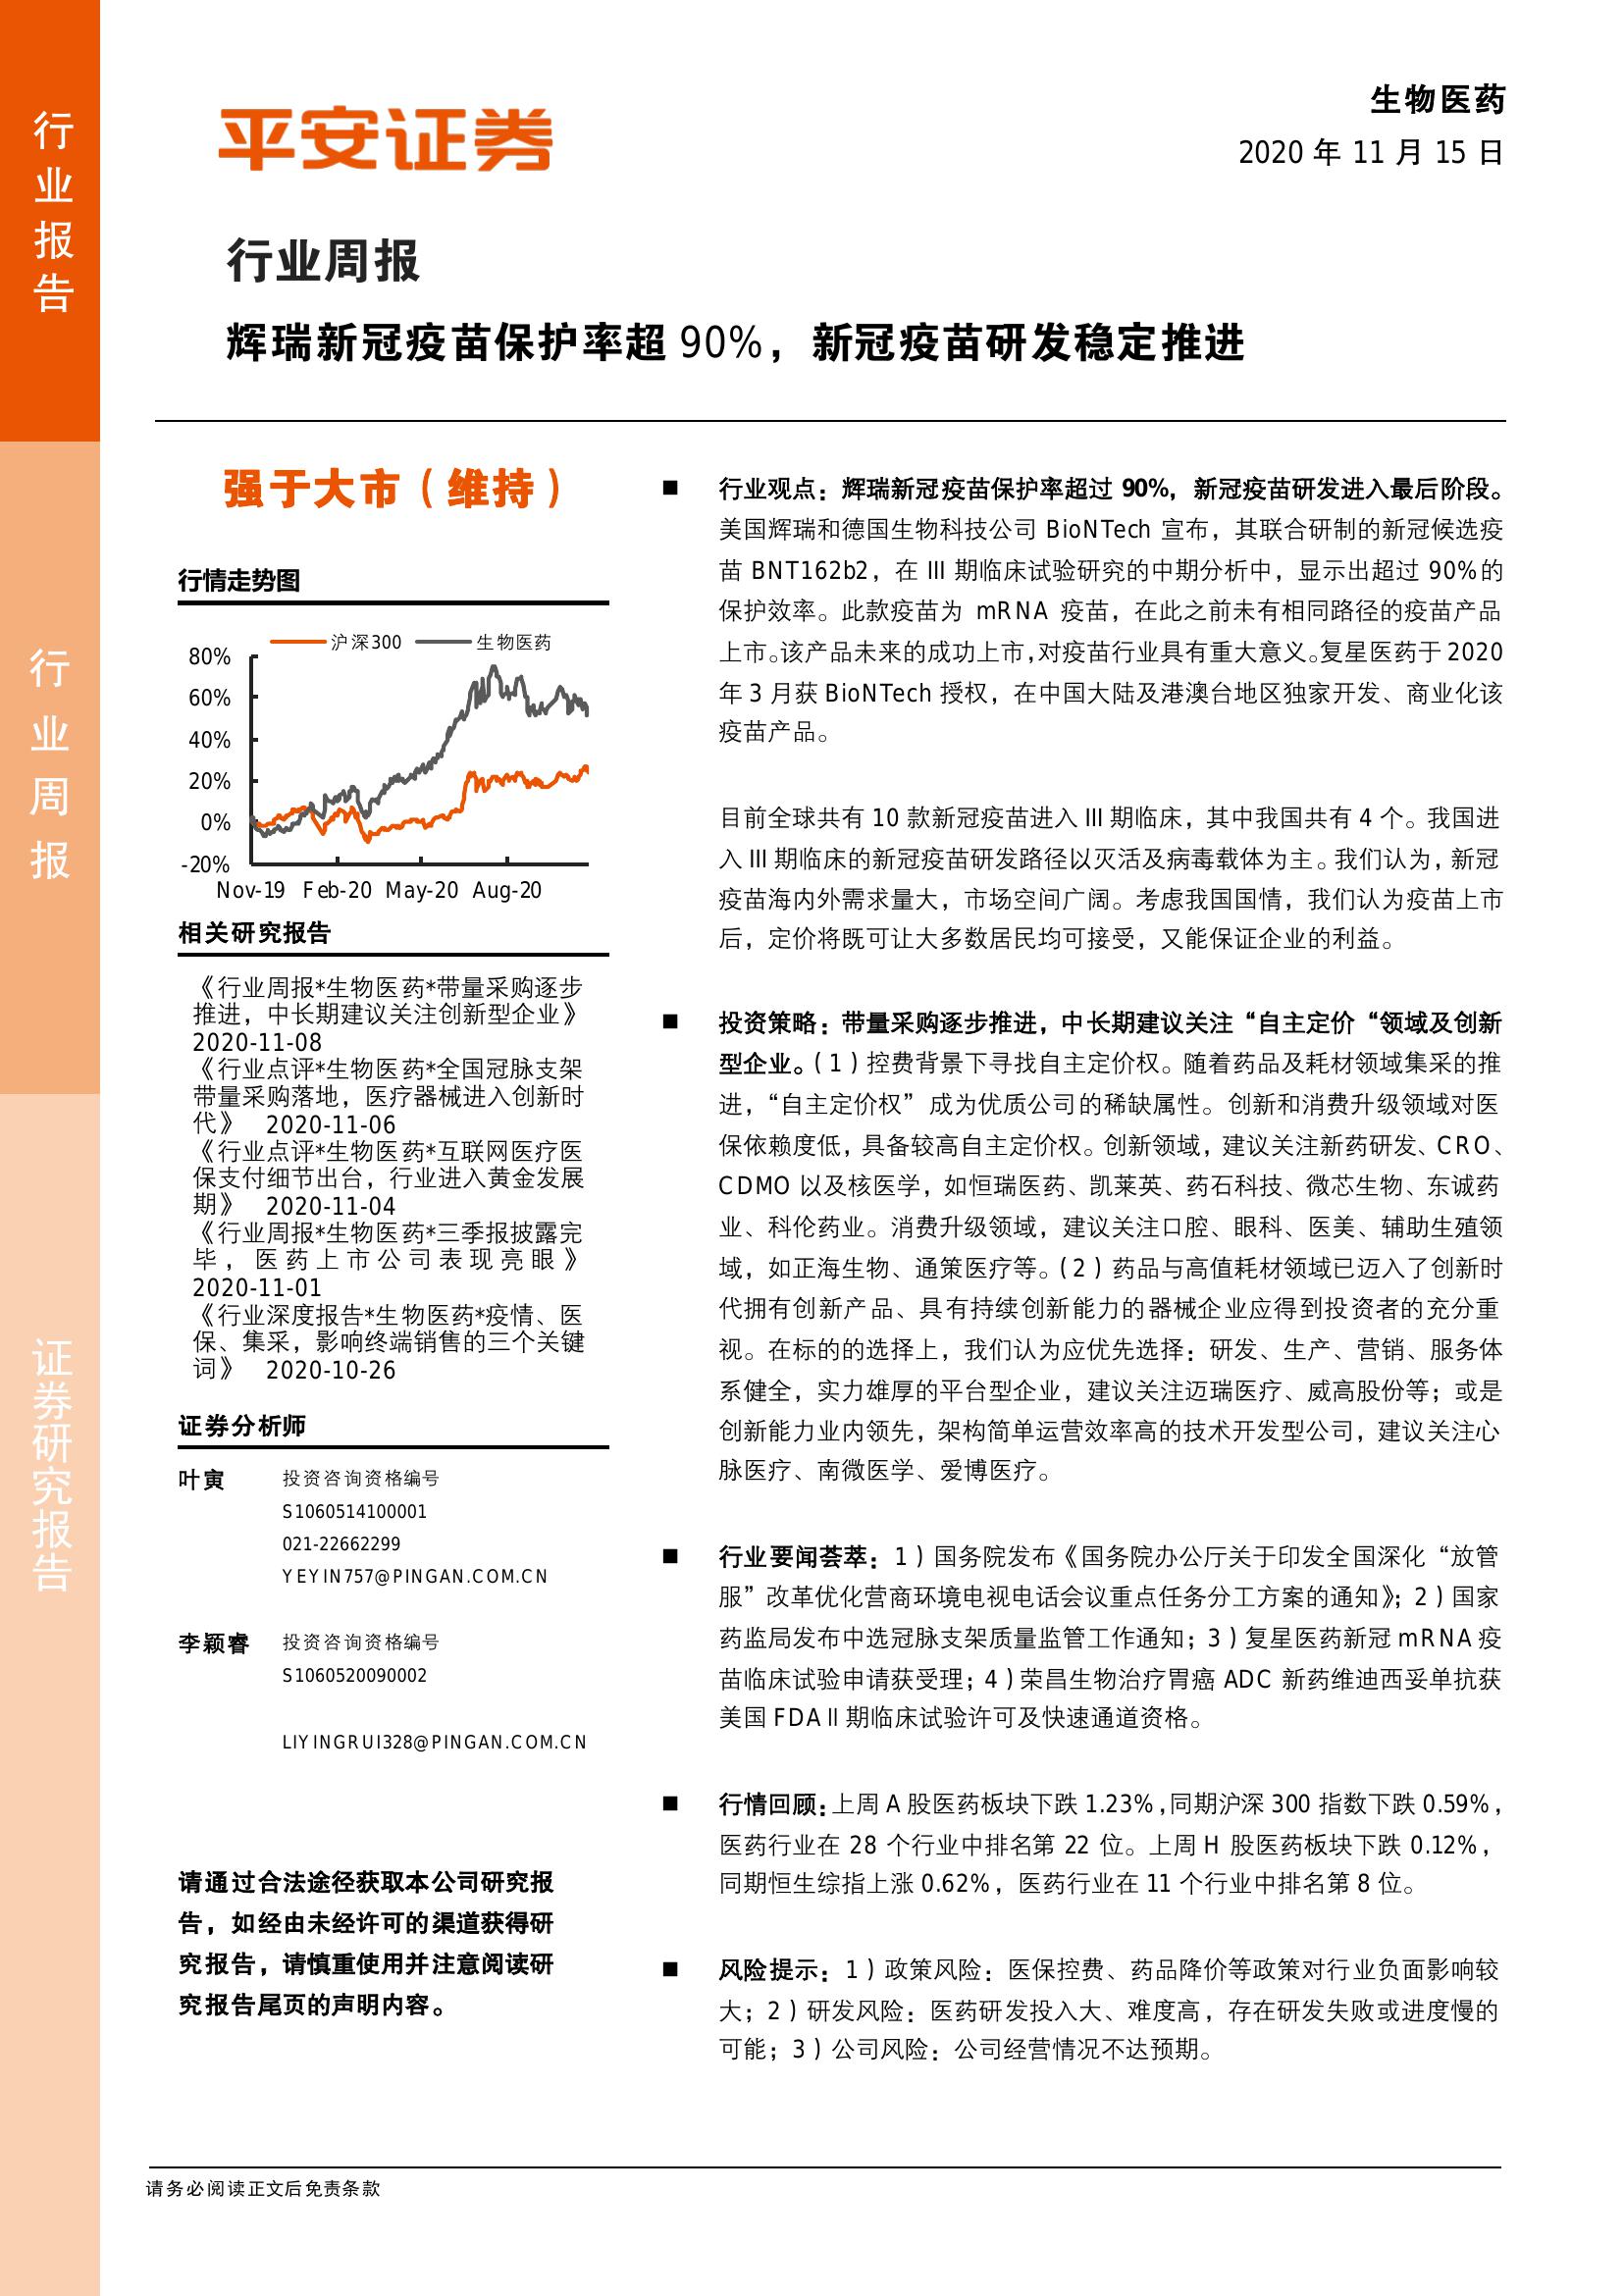 行业报告
行业周报
证券研究报告
平安证券
生物医药
2020 年 11 月 15 日
行业周报
辉瑞新冠疫苗保护率超 90%，新冠疫苗研发稳定推进
强于大市（维持）
行情走势图
沪深300 生物医药
80%
60%
40%
20%
0%
-20%
Nov-19 Feb-20 May-20 Aug-20
相关研究报告
《行业周报*生物医药*带量采购逐步
推进，中长期建议关注创新型企业》
2020-11-08
《行业点评*生物医药*全国冠脉支架
带量采购落地，医疗器械进入创新时
代》 2020-11-06
《行业点评*生物医药*互联网医疗医
保支付细节出台，行业进入黄金发展
期》 2020-11-04
《行业周报*生物医药*三季报披露完
毕，医药上市公司表现亮眼》
2020-11-01
《行业深度报告*生物医药*疫情、医
保、集采，影响终端销售的三个关键
词》 2020-10-26
证券分析师
叶寅 投资咨询资格编号
S1060514100001
021-22662299
YEYIN757@PINGAN.COM.CN
李颖睿 投资咨询资格编号
S1060520090002
LIYINGRUI328@PINGAN.COM.CN
请通过合法途径获取本公司研究报
告，如经由未经许可的渠道获得研
究报告，请慎重使用并注意阅读研
究报告尾页的声明内容。
■ 行业观点：辉瑞新冠疫苗保护率超过 90%，新冠疫苗研发进入最后阶段。
美国辉瑞和德国生物科技公司 BioNTech 宣布，其联合研制的新冠候选疫
苗 BNT162b2，在 III 期临床试验研究的中期分析中，显示出超过 90%的
保护效率。此款疫苗为 mRNA 疫苗，在此之前未有相同路径的疫苗产品
上市。该产品未来的成功上市，对疫苗行业具有重大意义。复星医药于 2020
年 3 月获 BioNTech 授权，在中国大陆及港澳台地区独家开发、商业化该
疫苗产品。
目前全球共有 10 款新冠疫苗进入 III 期临床，其中我国共有 4 个。我国进
入 III 期临床的新冠疫苗研发路径以灭活及病毒载体为主。我们认为，新冠
疫苗海内外需求量大，市场空间广阔。考虑我国国情，我们认为疫苗上市
后，定价将既可让大多数居民均可接受，又能保证企业的利益。
■ 投资策略：带量采购逐步推进，中长期建议关注“自主定价“领域及创新
型企业。（1）控费背景下寻找自主定价权。随着药品及耗材领域集采的推
进，“自主定价权”成为优质公司的稀缺属性。创新和消费升级领域对医
保依赖度低，具备较高自主定价权。创新领域，建议关注新药研发、CRO、
CDMO 以及核医学，如恒瑞医药、凯莱英、药石科技、微芯生物、东诚药
业、科伦药业。消费升级领域，建议关注口腔、眼科、医美、辅助生殖领
域，如正海生物、通策医疗等。（2）药品与高值耗材领域已迈入了创新时
代拥有创新产品、具有持续创新能力的器械企业应得到投资者的充分重
视。在标的的选择上，我们认为应优先选择：研发、生产、营销、服务体
系健全，实力雄厚的平台型企业，建议关注迈瑞医疗、威高股份等；或是
创新能力业内领先，架构简单运营效率高的技术开发型公司，建议关注心
脉医疗、南微医学、爱博医疗。
■ 行业要闻荟萃：1）国务院发布《国务院办公厅关于印发全国深化“放管
服”改革优化营商环境电视电话会议重点任务分工方案的通知》；2）国家
药监局发布中选冠脉支架质量监管工作通知；3）复星医药新冠 mRNA 疫
苗临床试验申请获受理；4）荣昌生物治疗胃癌 ADC 新药维迪西妥单抗获
美国 FDA II 期临床试验许可及快速通道资格。
■ 行情回顾：上周 A 股医药板块下跌 1.23%，同期沪深 300 指数下跌 0.59%，
医药行业在 28 个行业中排名第 22 位。上周 H 股医药板块下跌 0.12%，
同期恒生综指上涨 0.62%，医药行业在 11 个行业中排名第 8 位。
■ 风险提示：1）政策风险：医保控费、药品降价等政策对行业负面影响较
大；2）研发风险：医药研发投入大、难度高，存在研发失败或进度慢的
可能；3）公司风险：公司经营情况不达预期。
请务必阅读正文后免责条款